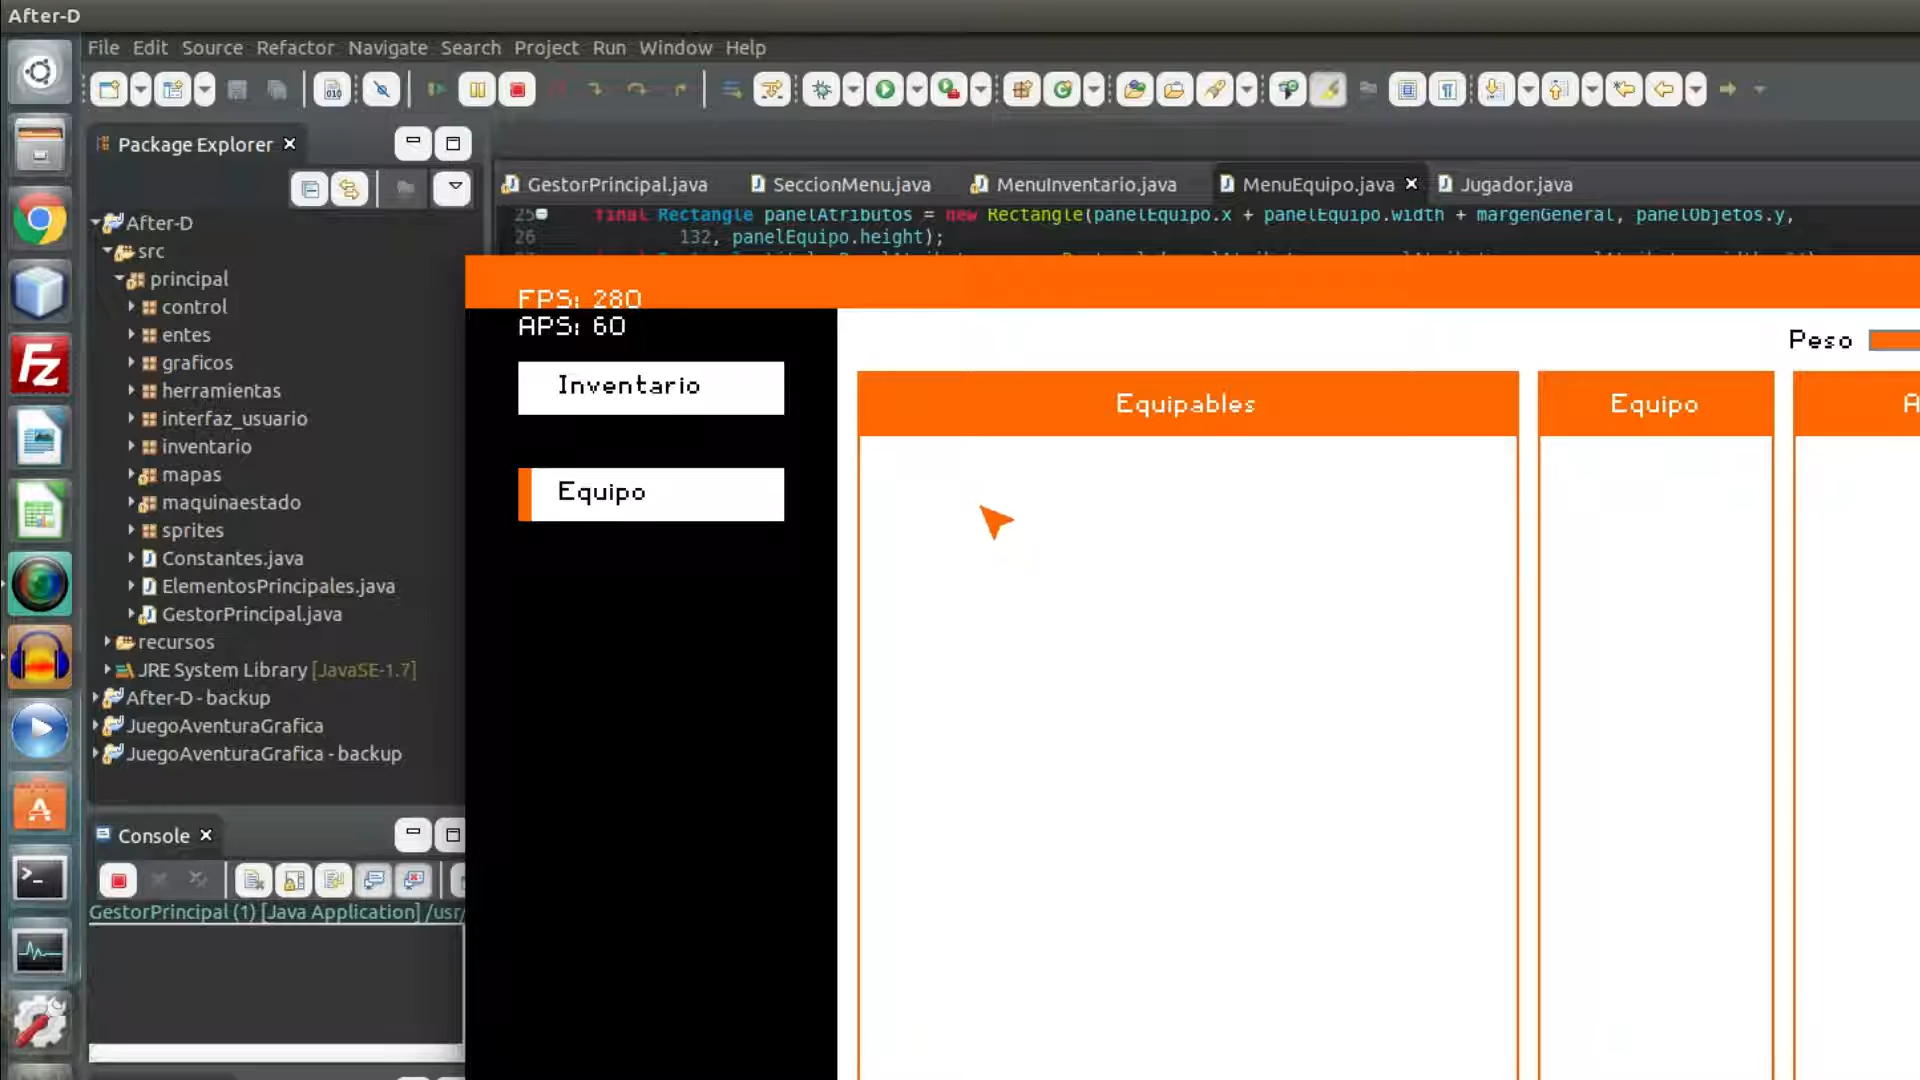 After-D
File Edit Source Refactor Navigate Search Project Run Window Help
Package Explorer
GestorPrincipal.java SeccionMenu.java MenuInventario.java MenuEquipo.java Jugador.java
25 final Rectangle panelAtributos = new Rectangle(panelEquipo.x + panelEquipo.width + margenGeneral, panelObjetos.y,
26 132, panelEquipo.height);
After-D
src
principal
control
entes
graficos
herramientas
interfaz_usuario
inventario
mapas
maquinaestado
sprites
Constantes.java
ElementosPrincipales.java
GestorPrincipal.java
recursos
JRE System Library [JavaSE-1.7]
After-D - backup
JuegoAventuraGrafica
JuegoAventuraGrafica - backup
Console
GestorPrincipal (1) [Java Application] /usr/
FPS: 280
APS: 60
Inventario
Equipo
Peso
Equipables
Equipo
A